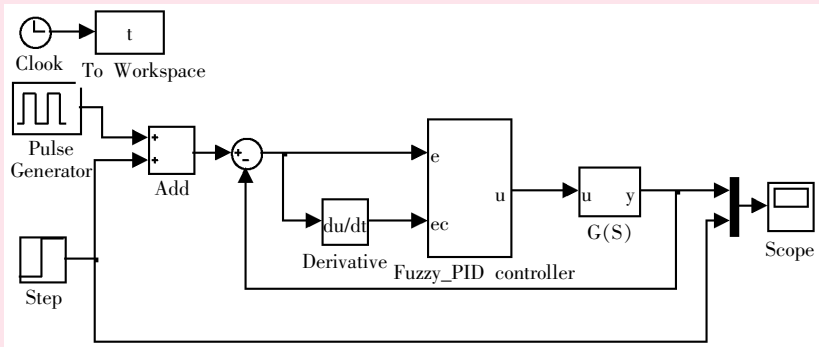 t
Clook
To Workspace
Pulse
Generator
+
+
Add
+
-
e
ec
u
du/dt
Derivative
Fuzzy_PID controller
u
y
G(S)
Scope
Step